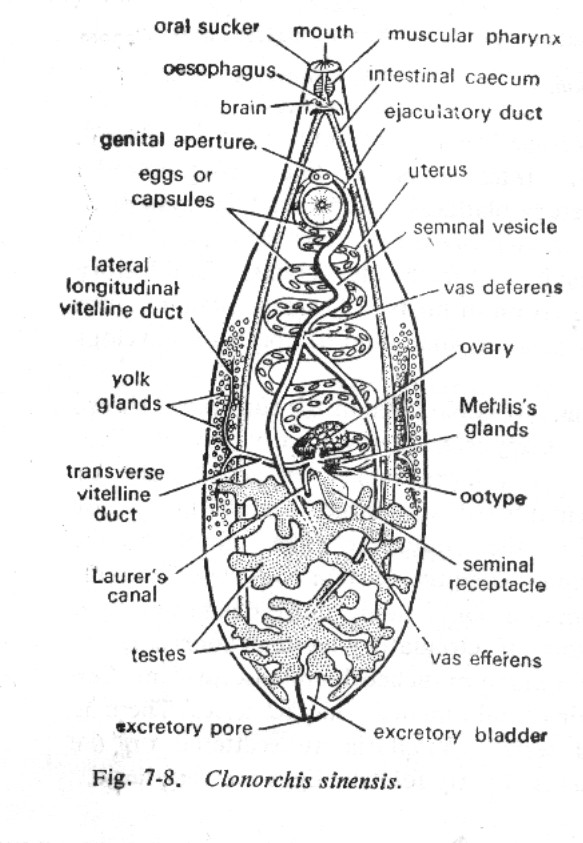 oral sucker
mouth
muscular pharynx
oesophagus
intestinal caecum
brain
ejaculatory duct
genital aperture
eggs or
capsules
uterus
seminal vesicle
lateral
longitudinal
vitelline duct
vas deferens
ovary
yolk
glands
Mehlis's
glands
transverse
vitelline
duct
ootype
Laurer's
canal
seminal
receptacle
testes
vas efferens
excretory pore
excretory bladder
Fig. 7-8. Clonorchis sinensis.